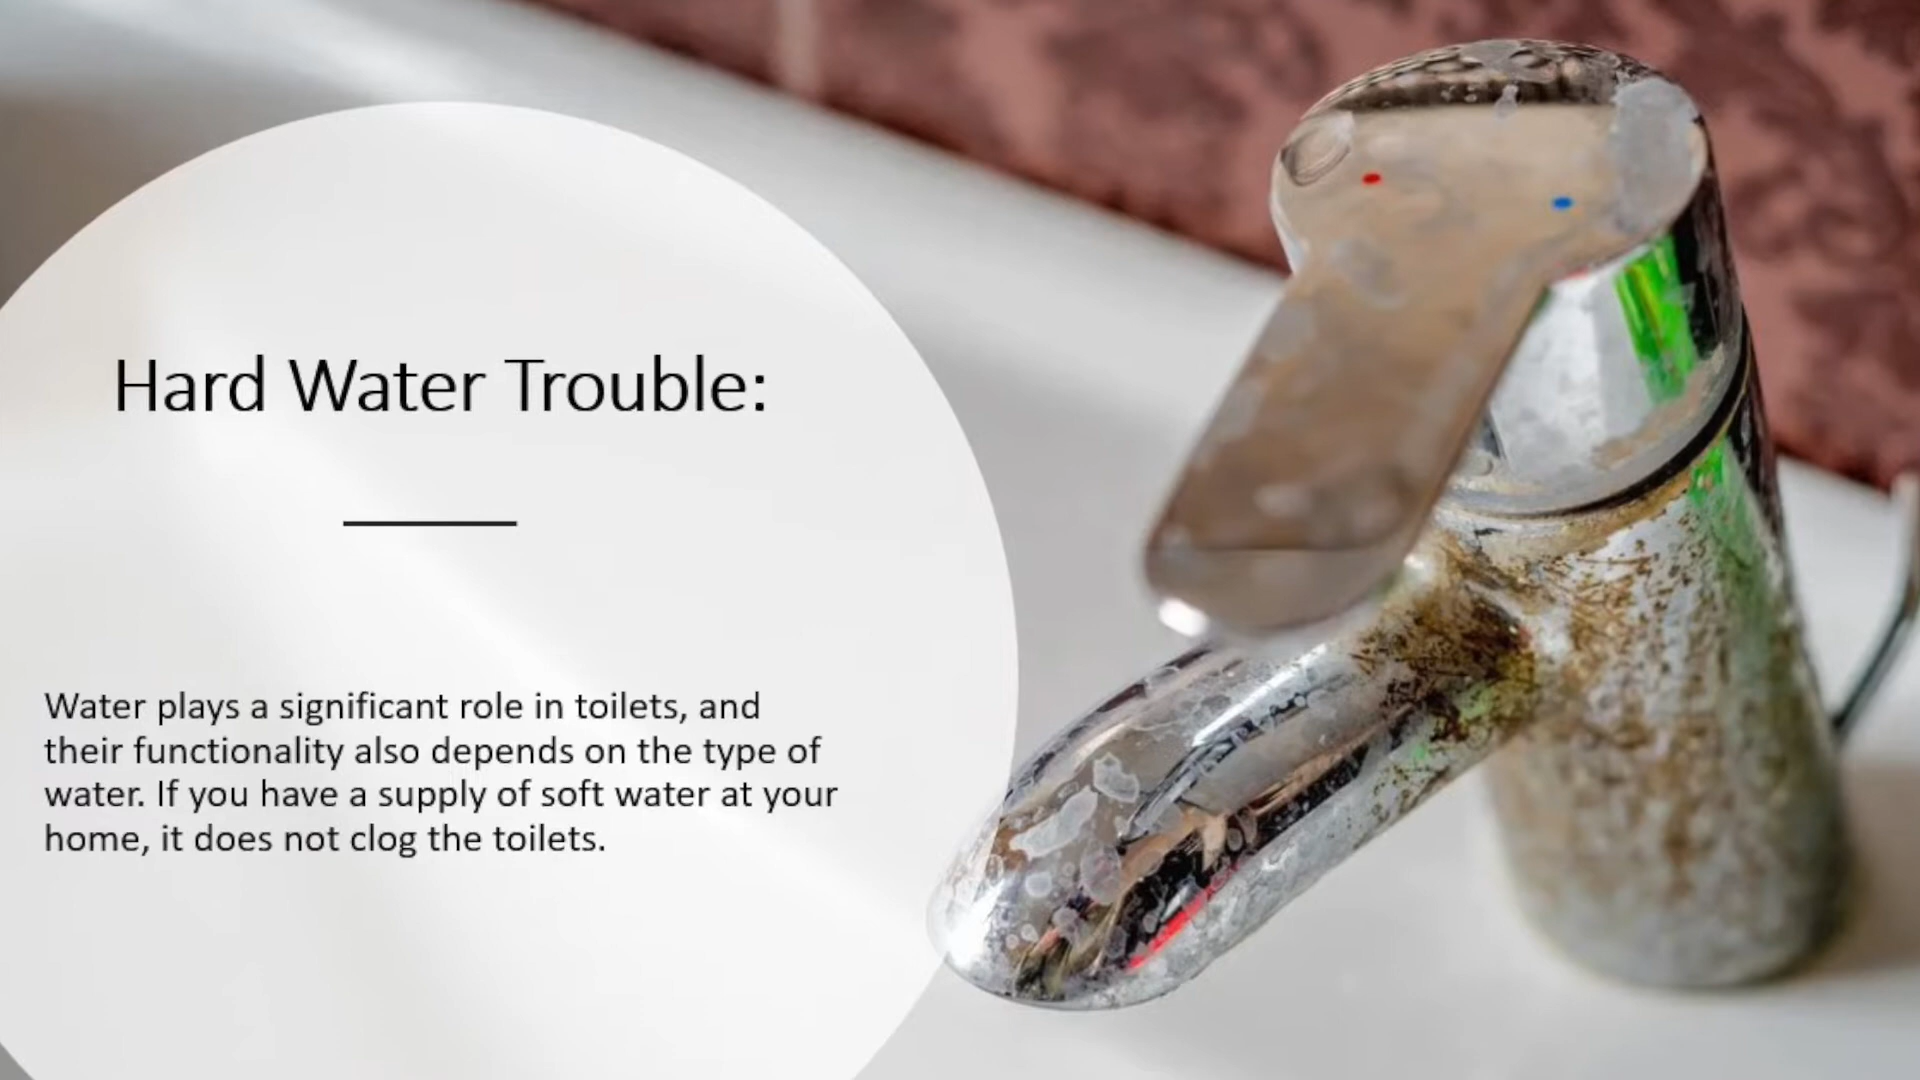 Hard Water Trouble:
Water plays a significant role in toilets, and
their functionality also depends on the type of
water. If you have a supply of soft water at your
home, it does not clog the toilets.